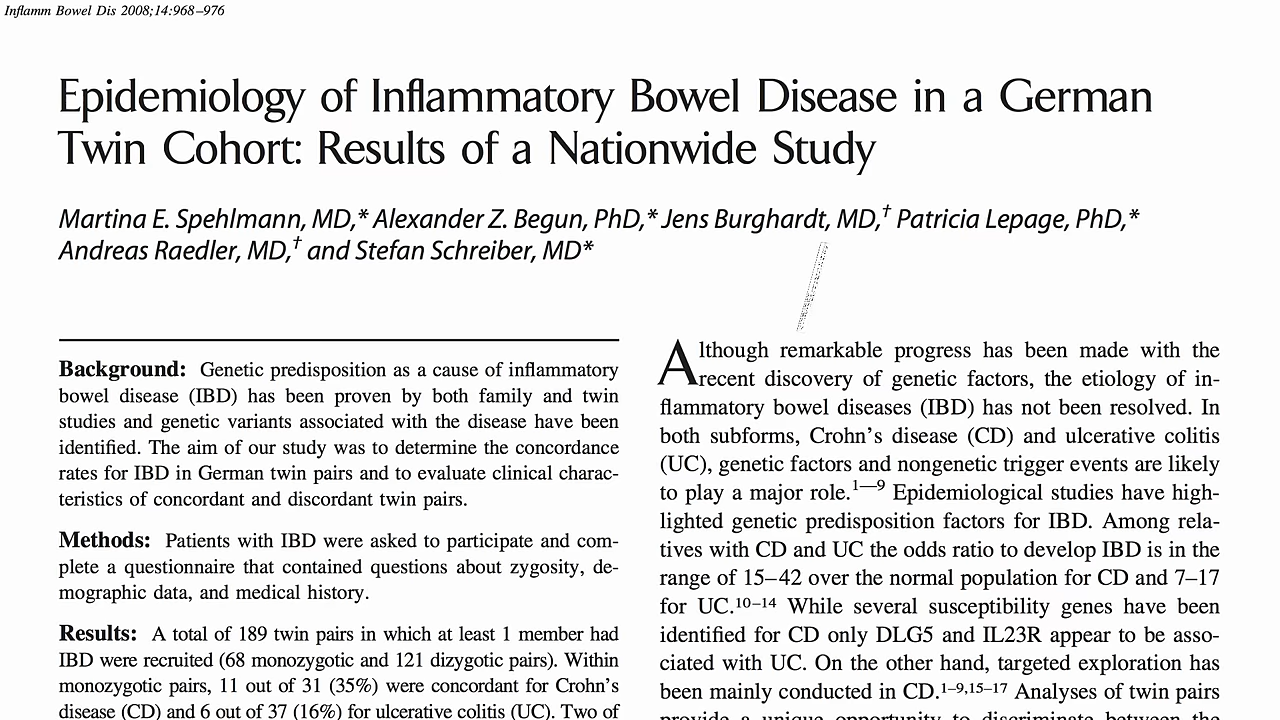 Inflamm Bowel Dis 2008;14:968–976
Epidemiology of Inflammatory Bowel Disease in a German
Twin Cohort: Results of a Nationwide Study
Martina E. Spehlmann, MD,* Alexander Z. Begun, PhD,* Jens Burghardt, MD,† Patricia Lepage, PhD,*
Andreas Raedler, MD,† and Stefan Schreiber, MD*
Background: Genetic predisposition as a cause of inflammatory
bowel disease (IBD) has been proven by both family and twin
studies and genetic variants associated with the disease have been
identified. The aim of our study was to determine the concordance
rates for IBD in German twin pairs and to evaluate clinical charac-
teristics of concordant and discordant twin pairs.
Methods: Patients with IBD were asked to participate and com-
plete a questionnaire that contained questions about zygosity, de-
mographic data, and medical history.
Results: A total of 189 twin pairs in which at least 1 member had
IBD were recruited (68 monozygotic and 121 dizygotic pairs). Within
monozygotic pairs, 11 out of 31 (35%) were concordant for Crohn's
disease (CD) and 6 out of 37 (16%) for ulcerative colitis (UC). Two of
Although remarkable progress has been made with the
recent discovery of genetic factors, the etiology of in-
flammatory bowel diseases (IBD) has not been resolved. In
both subforms, Crohn's disease (CD) and ulcerative colitis
(UC), genetic factors and nongenetic trigger events are likely
to play a major role.1—9 Epidemiological studies have high-
lighted genetic predisposition factors for IBD. Among rela-
tives with CD and UC the odds ratio to develop IBD is in the
range of 15–42 over the normal population for CD and 7–17
for UC.10–14 While several susceptibility genes have been
identified for CD only DLG5 and IL23R appear to be asso-
ciated with UC. On the other hand, targeted exploration has
been mainly conducted in CD.1–9,15–17 Analyses of twin pairs
provide a unique opportunity to discriminate between the